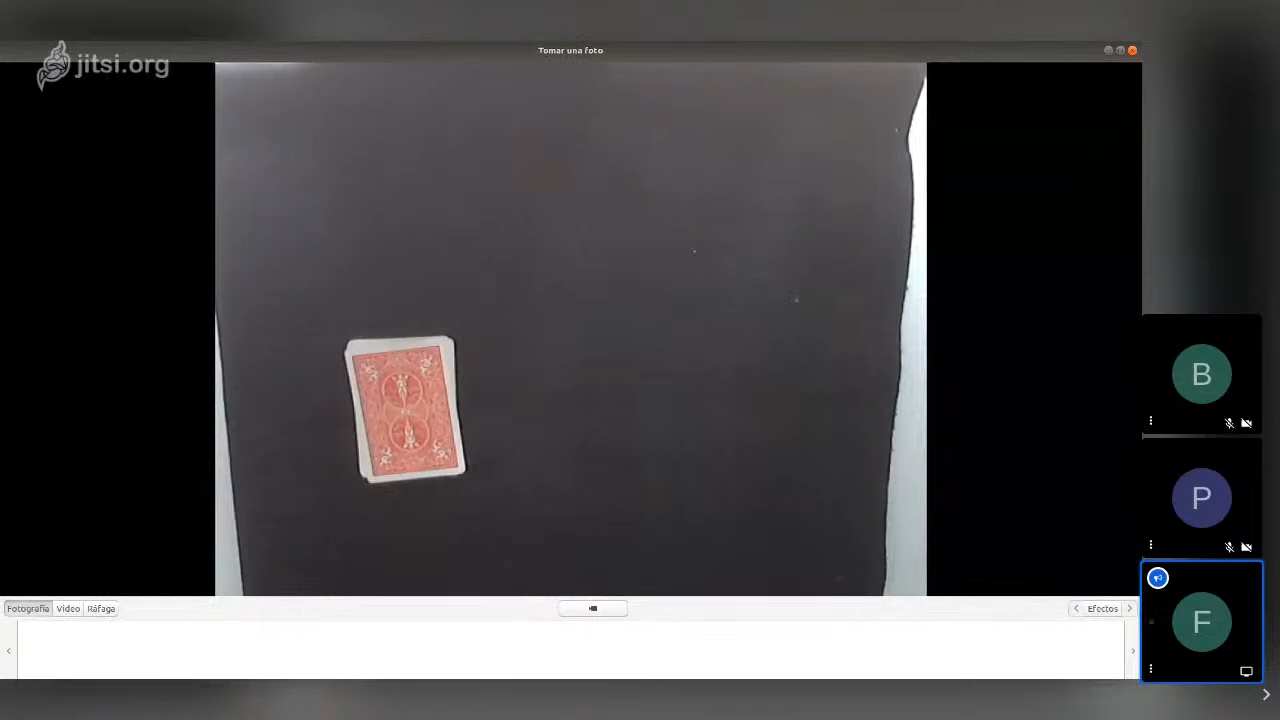 jitsi.org
Tomar una foto
B
P
F
Fotografía Video Ráfaga
Efectos